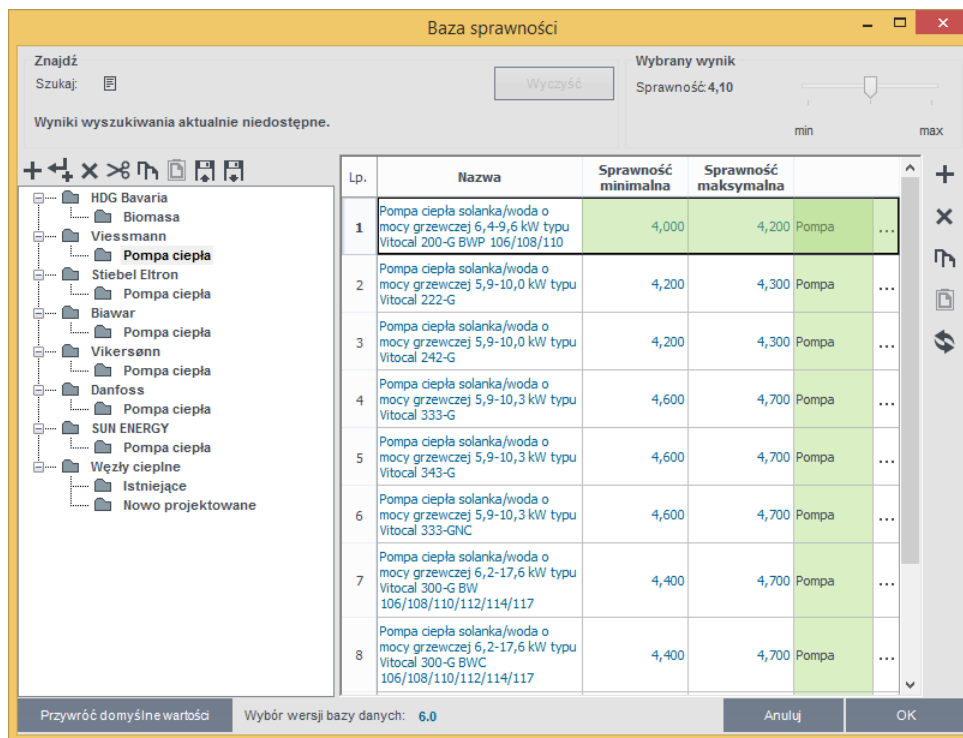 Baza sprawności
Znajdź
Szukaj:
Wyczyść
Wyniki wyszukiwania aktualnie niedostępne.
Wybrany wynik
Sprawność:4,10
min max
HDG Bavaria
Biomasa
Viessmann
Pompa ciepła
Stiebel Eltron
Pompa ciepła
Biawar
Pompa ciepła
Vikersønn
Pompa ciepła
Danfoss
Pompa ciepła
SUN ENERGY
Pompa ciepła
Węzły cieplne
Istniejące
Nowo projektowane
Lp. Nazwa Sprawność minimalna Sprawność maksymalna
1 Pompa ciepła solanka/woda o
mocy grzewczej 6,4-9,6 kW typu
Vitocal 200-G BWP 106/108/110
4,000 4,200 Pompa ...
2 Pompa ciepła solanka/woda o
mocy grzewczej 5,9-10,0 kW typu
Vitocal 222-G
4,200 4,300 Pompa ...
3 Pompa ciepła solanka/woda o
mocy grzewczej 5,9-10,0 kW typu
Vitocal 242-G
4,200 4,300 Pompa ...
4 Pompa ciepła solanka/woda o
mocy grzewczej 5,9-10,3 kW typu
Vitocal 333-G
4,600 4,700 Pompa ...
5 Pompa ciepła solanka/woda o
mocy grzewczej 5,9-10,3 kW typu
Vitocal 343-G
4,600 4,700 Pompa ...
6 Pompa ciepła solanka/woda o
mocy grzewczej 5,9-10,3 kW typu
Vitocal 333-GNC
4,600 4,700 Pompa ...
7 Pompa ciepła solanka/woda o
mocy grzewczej 6,2-17,6 kW typu
Vitocal 300-G BW
106/108/110/112/114/117
4,400 4,700 Pompa ...
8 Pompa ciepła solanka/woda o
mocy grzewczej 6,2-17,6 kW typu
Vitocal 300-G BWC
106/108/110/112/114/117
4,400 4,700 Pompa ...
Przywróć domyślne wartości
Wybór wersji bazy danych: 6.0
Anuluj
OK